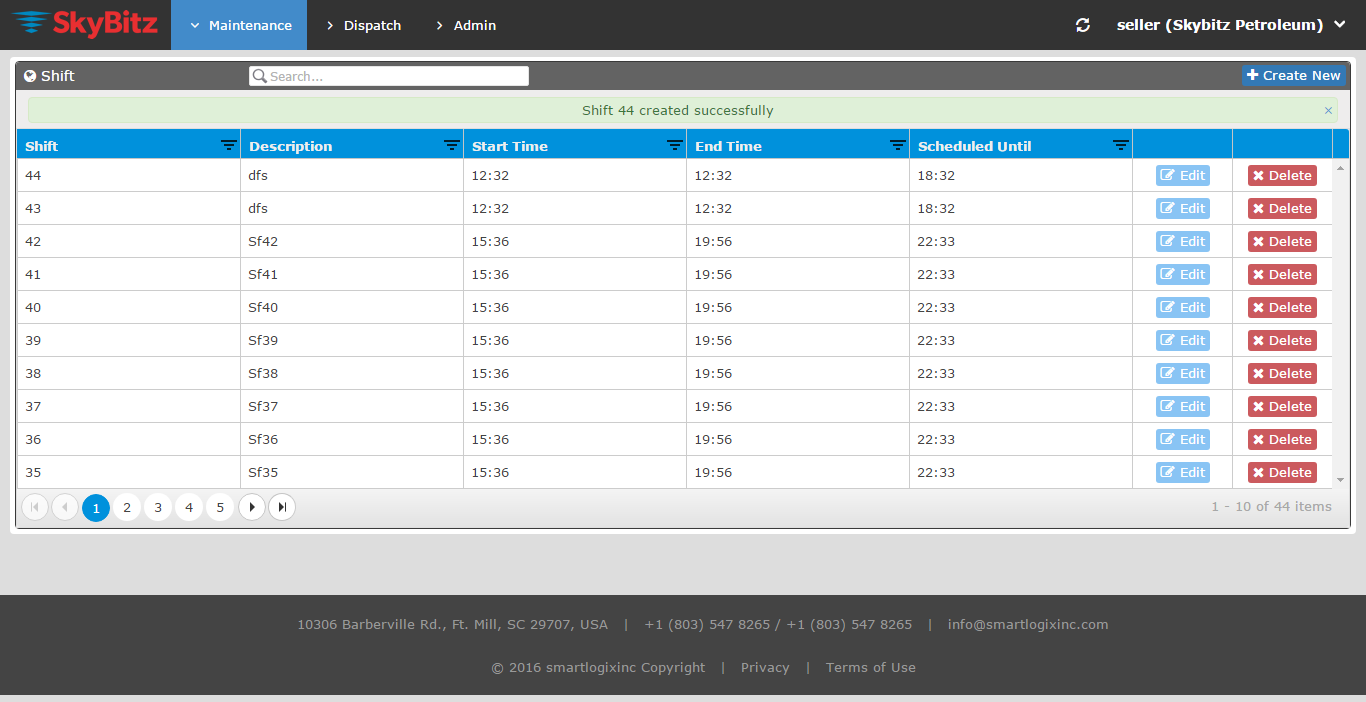 SkyBitz Maintenance Dispatch Admin seller (Skybitz Petroleum)
Shift Search... Create New
Shift 44 created successfully ×
Shift Description Start Time End Time Scheduled Until
44 dfs 12:32 12:32 18:32 Edit Delete
43 dfs 12:32 12:32 18:32 Edit Delete
42 Sf42 15:36 19:56 22:33 Edit Delete
41 Sf41 15:36 19:56 22:33 Edit Delete
40 Sf40 15:36 19:56 22:33 Edit Delete
39 Sf39 15:36 19:56 22:33 Edit Delete
38 Sf38 15:36 19:56 22:33 Edit Delete
37 Sf37 15:36 19:56 22:33 Edit Delete
36 Sf36 15:36 19:56 22:33 Edit Delete
35 Sf35 15:36 19:56 22:33 Edit Delete
1 2 3 4 5 1 - 10 of 44 items
10306 Barberville Rd., Ft. Mill, SC 29707, USA | +1 (803) 547 8265 / +1 (803) 547 8265 | info@smartlogixinc.com
© 2016 smartlogixinc Copyright | Privacy | Terms of Use